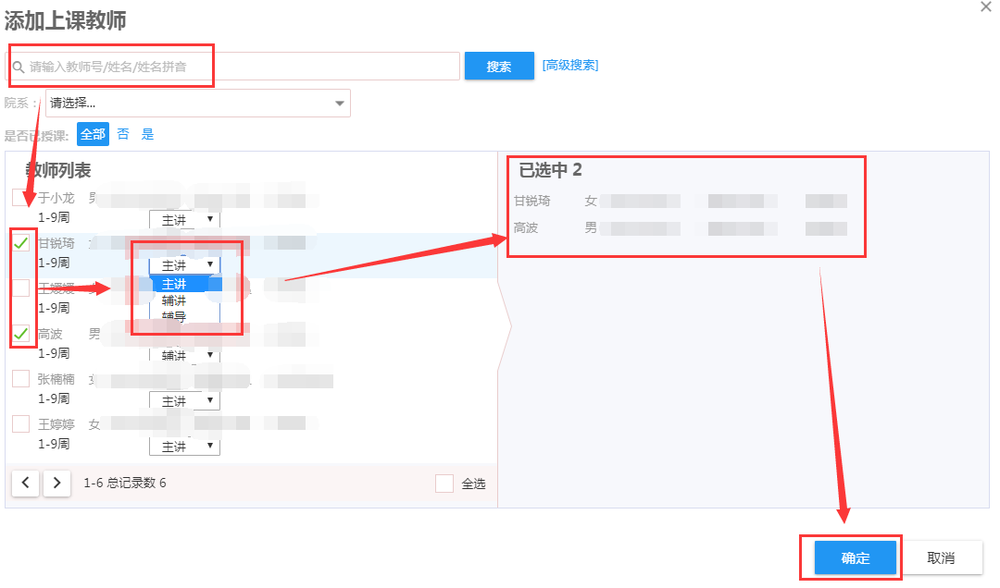 添加上课教师
请输入教师号/姓名/姓名拼音 搜索 [高级搜索]
院系: 请选择...
是否已授课: 全部 否 是
教师列表
于小龙 男
1-9周 主讲
甘锐琦 女
1-9周 主讲
主讲
辅讲
辅导
王嫒嫒
1-9周
高波 男
1-9周 辅讲
张楠楠 女
1-9周 主讲
王婷婷 女
1-9周 主讲
1-6 总记录数 6 全选
已选中 2
甘锐琦 女
高波 男
确定 取消